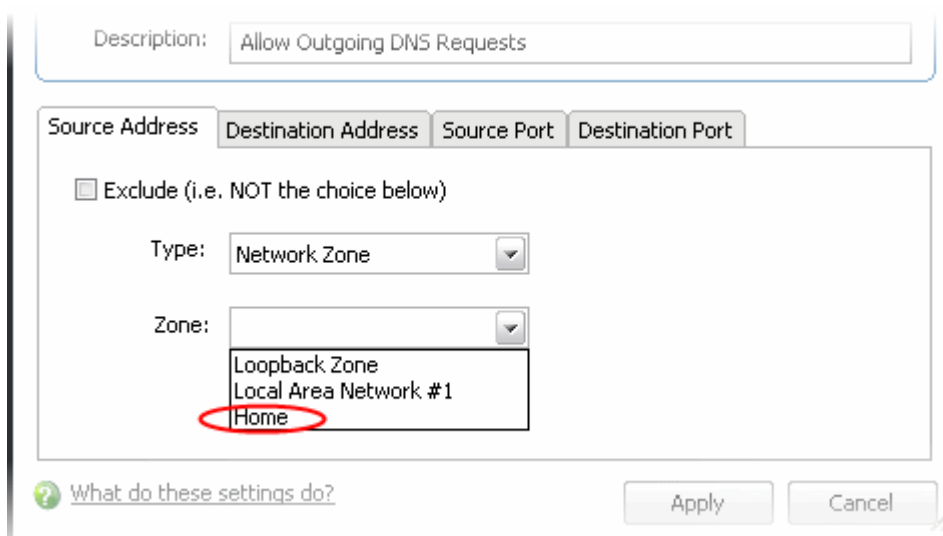 Description: Allow Outgoing DNS Requests
Source Address Destination Address Source Port Destination Port
Exclude (i.e. NOT the choice below)
Type: Network Zone
Zone:
Loopback Zone
Local Area Network #1
Home
What do these settings do? Apply Cancel